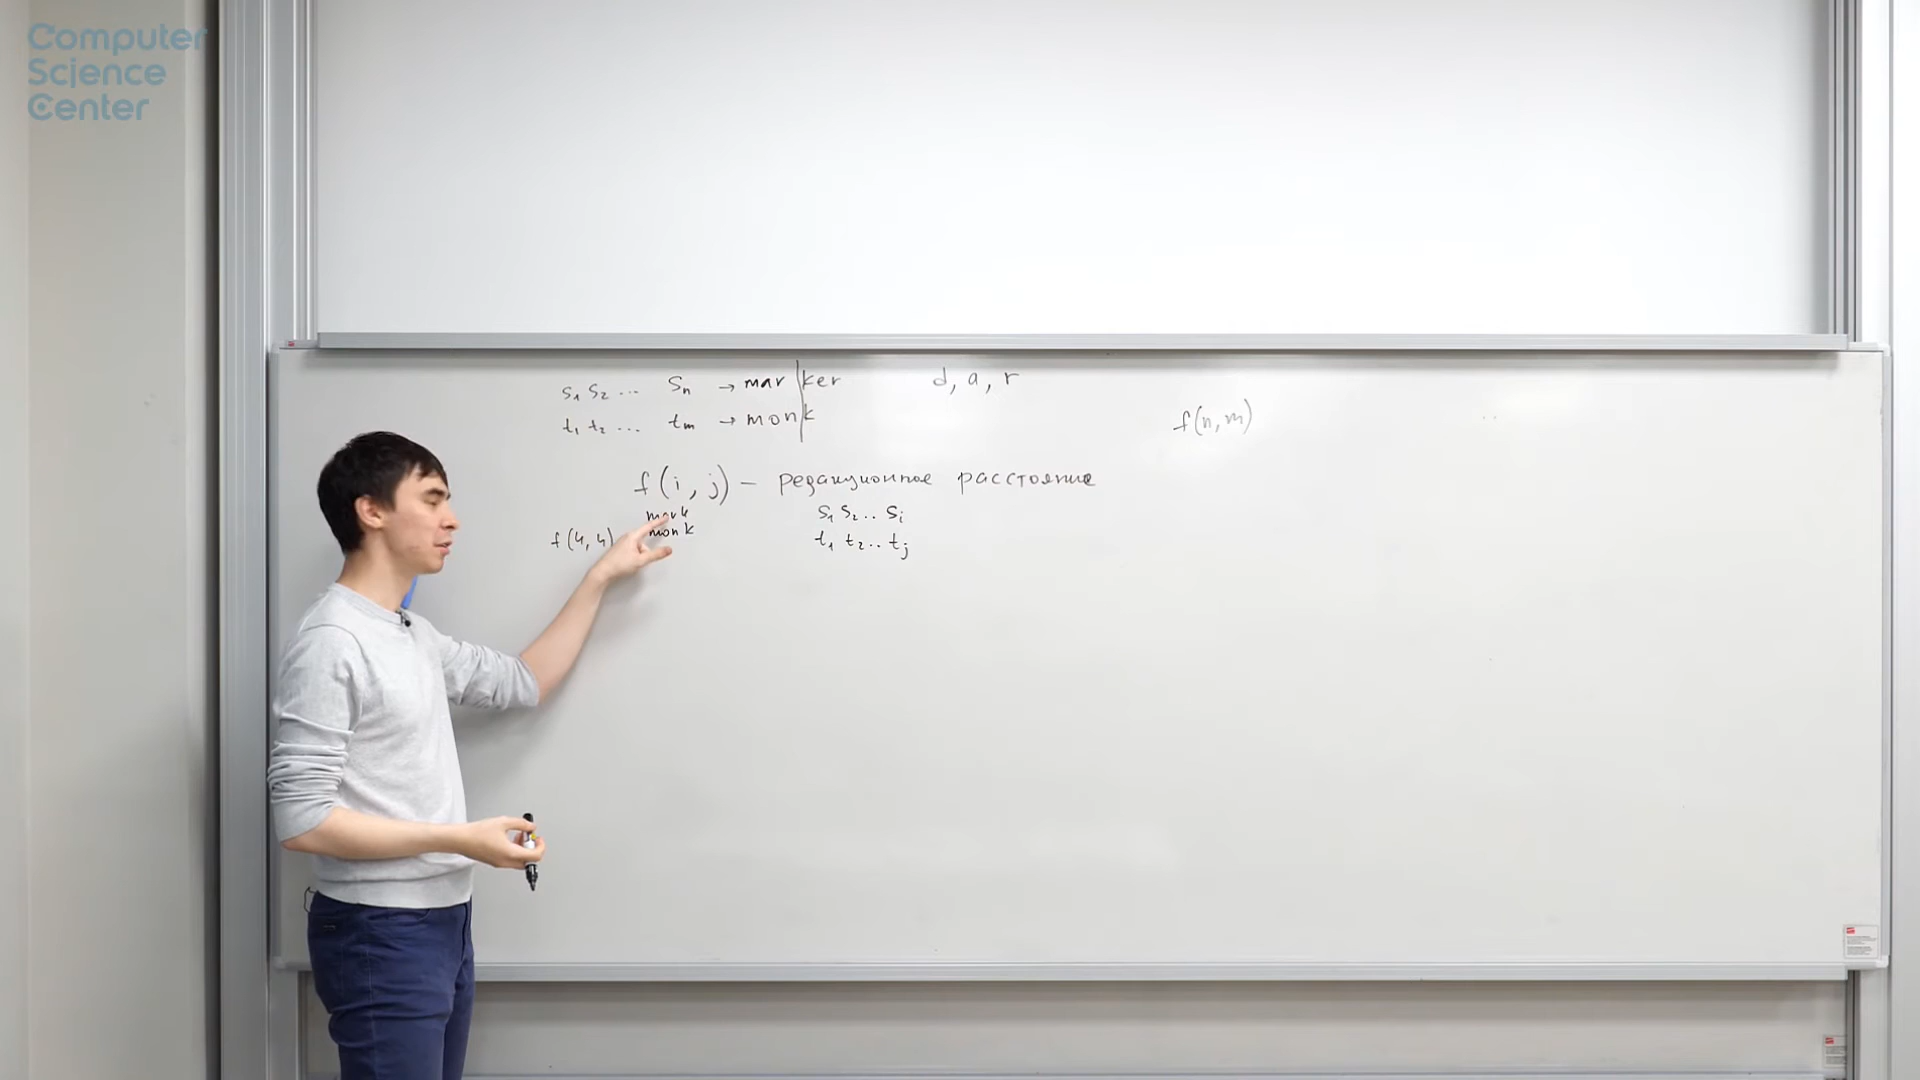 Computer
Science
Center
s₁ s₂ ... sₙ → mar|ker d, a, r
t₁ t₂ ... tₘ → mon|k f(n, m)
f(i, j) – редакционное расстояние
mark s₁ s₂ .. sᵢ
f(4, 4) monk t₁ t₂ .. tⱼ